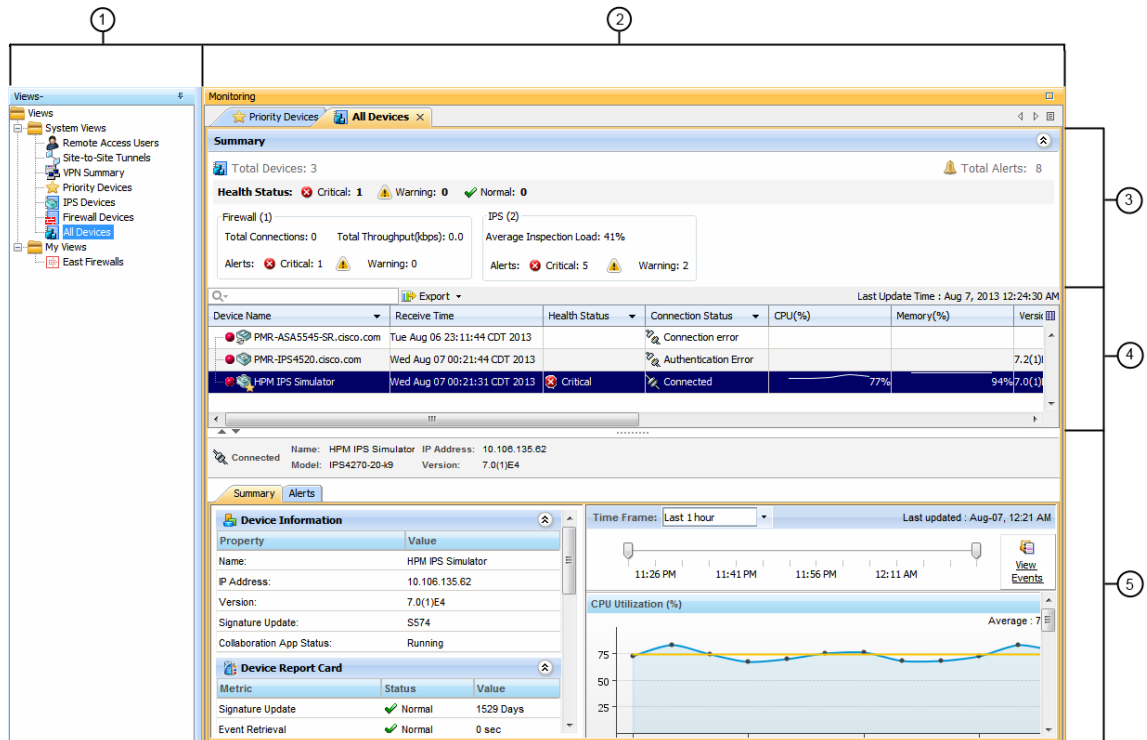 1
2
Views-
Views
System Views
Remote Access Users
Site-to-Site Tunnels
VPN Summary
Priority Devices
IPS Devices
Firewall Devices
All Devices
My Views
East Firewalls
Monitoring
Priority Devices
All Devices
Summary
Total Devices: 3
Total Alerts: 8
Health Status: Critical: 1 Warning: 0 Normal: 0
3
Firewall (1)
Total Connections: 0 Total Throughput(kbps): 0.0
Alerts: Critical: 1 Warning: 0
IPS (2)
Average Inspection Load: 41%
Alerts: Critical: 5 Warning: 2
Export
Last Update Time : Aug 7, 2013 12:24:30 AM
Device Name Receive Time Health Status Connection Status CPU(%) Memory(%)
PMR-ASA5545-SR.cisco.com Tue Aug 06 23:11:44 CDT 2013 Connection error
PMR-IPS4520.cisco.com Wed Aug 07 00:21:44 CDT 2013 Authentication Error 7.2(1)
HPM IPS Simulator Wed Aug 07 00:21:31 CDT 2013 Critical Connected 77% 94% 7.0(1)
4
Connected
Name: HPM IPS Simulator IP Address: 10.106.135.62
Model: IPS4270-20-k9 Version: 7.0(1)E4
Summary Alerts
Device Information
Property Value
Name: HPM IPS Simulator
IP Address: 10.106.135.62
Version: 7.0(1)E4
Signature Update: S574
Collaboration App Status: Running
Device Report Card
Metric Status Value
Signature Update Normal 1529 Days
Event Retrieval Normal 0 sec
Time Frame: Last 1 hour
Last updated : Aug-07, 12:21 AM
11:26 PM 11:41 PM 11:56 PM 12:11 AM
View Events
5
CPU Utilization (%)
Average : 7
75
50
25